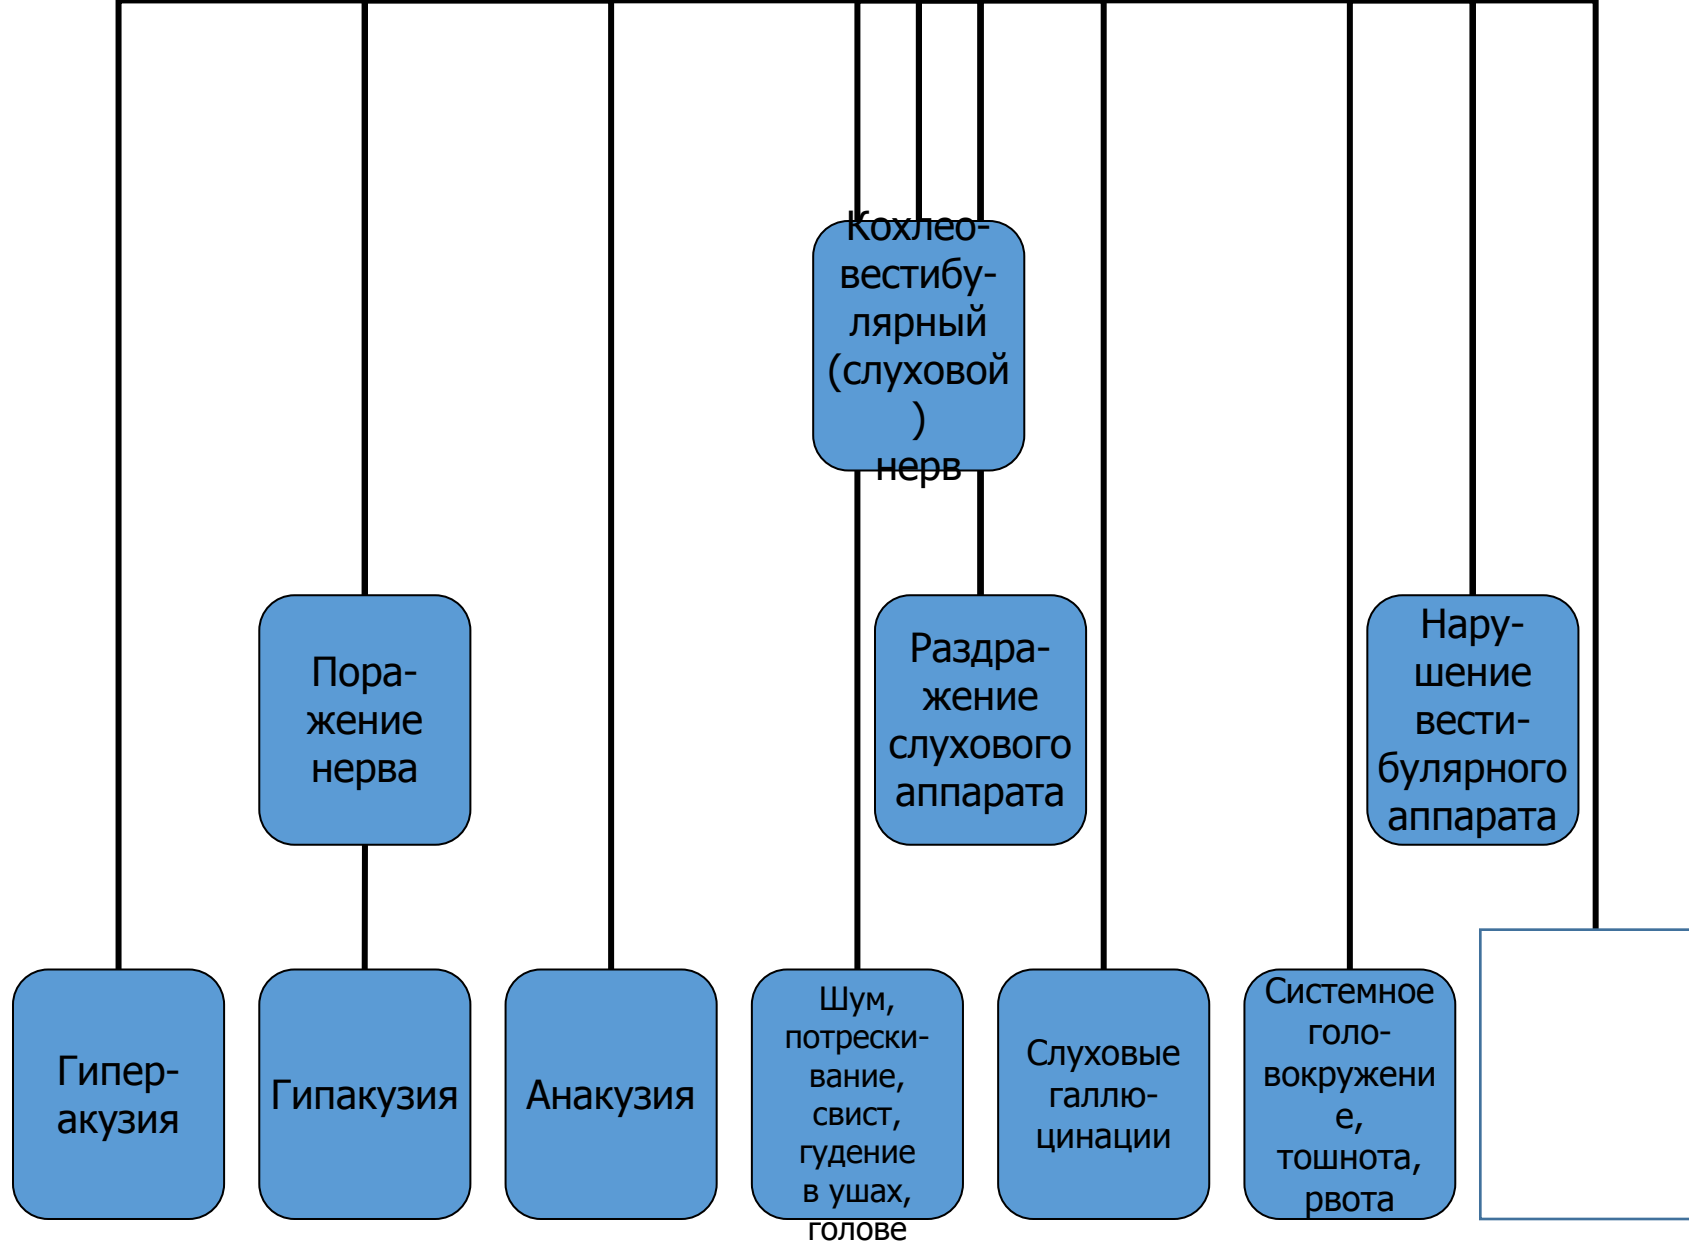 Кохлео-
вестибу-
лярный
(слуховой
)
нерв
Пора-
жение
нерва
Раздра-
жение
слухового
аппарата
Нару-
шение
вести-
булярного
аппарата
Гипер-
акузия
Гипакузия
Анакузия
Шум,
потрески-
вание,
свист,
гудение
в ушах,
голове
Слуховые
галлю-
цинации
Системное
голо-
вокружени
е,
тошнота,
рвота